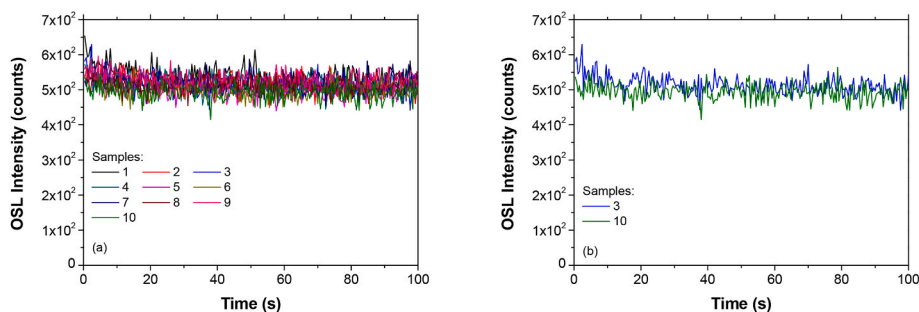 7x10²
6x10²
5x10²
4x10²
3x10²
2x10²
1x10²
0
OSL Intensity (counts)
Samples:
1 2 3
4 5 6
7 8 9
10
(a)
0 20 40 60 80 100
Time (s)
7x10²
6x10²
5x10²
4x10²
3x10²
2x10²
1x10²
0
OSL Intensity (counts)
Samples:
3
10
(b)
0 20 40 60 80 100
Time (s)